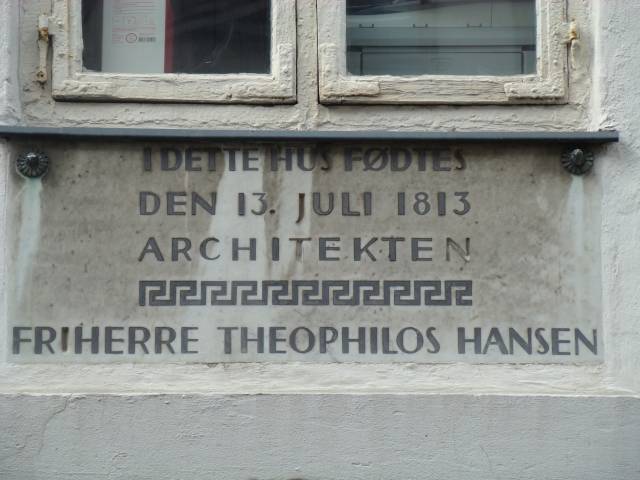 I DETTE HUS FØDTES
DEN 13. JULI 1813
ARCHITEKTEN
FRIHERRE THEOPHILOS HANSEN